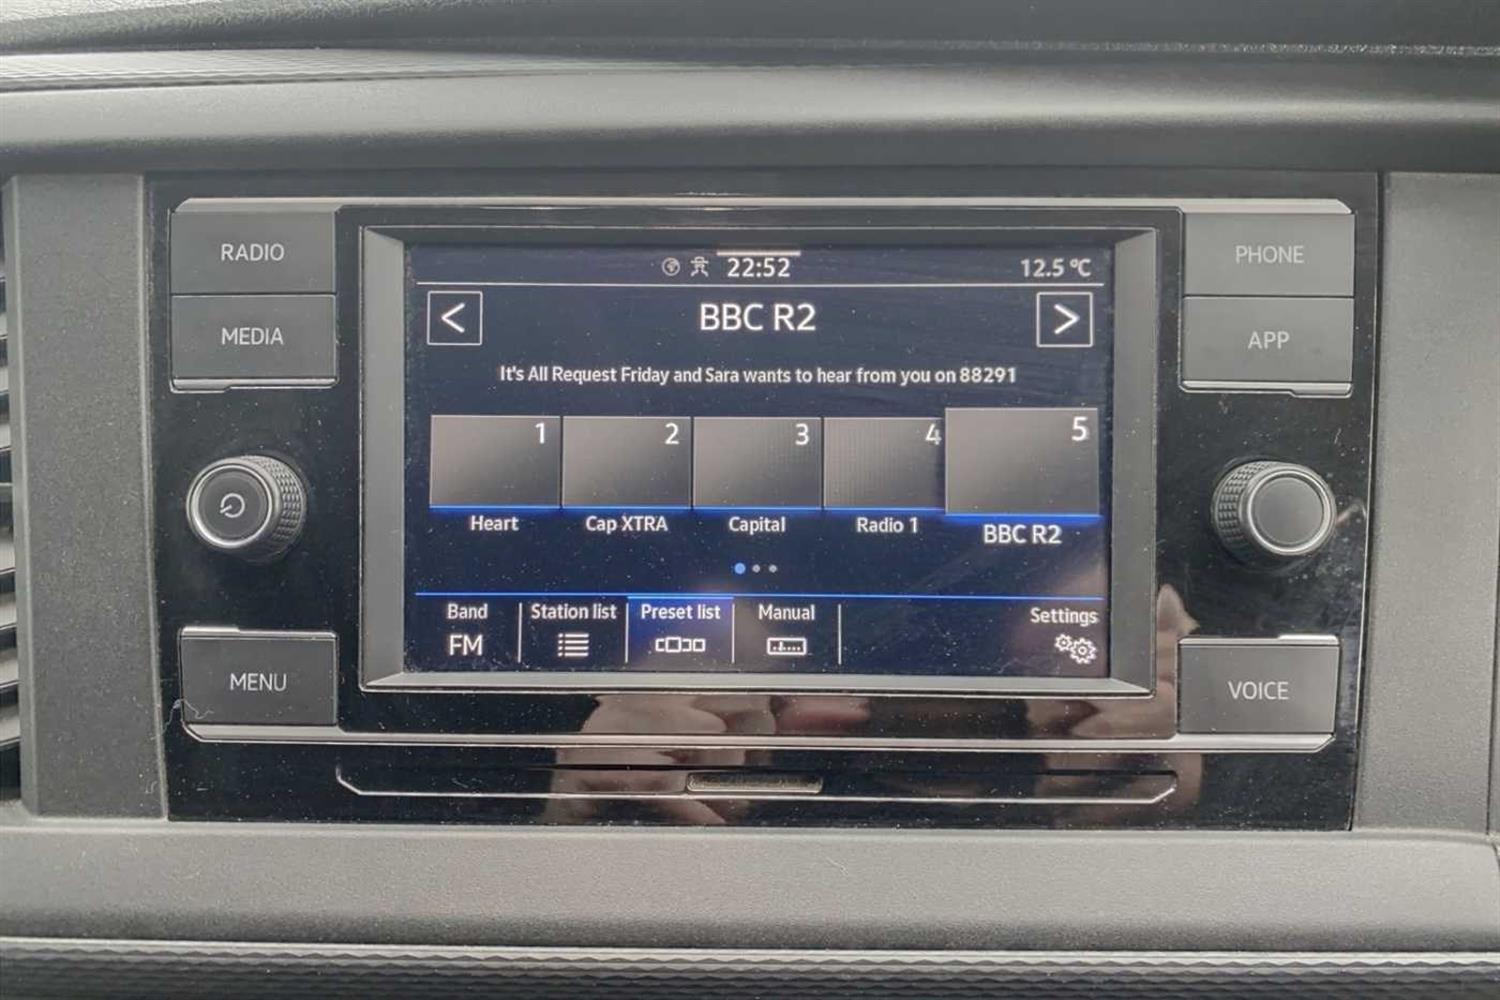 RADIO
MEDIA
MENU
22:52
12.5 °C
<
BBC R2
>
It's All Request Friday and Sara wants to hear from you on 88291
1
2
3
4
5
Heart
Cap XTRA
Capital
Radio 1
BBC R2
Band
FM
Station list
Preset list
Manual
Settings
PHONE
APP
VOICE